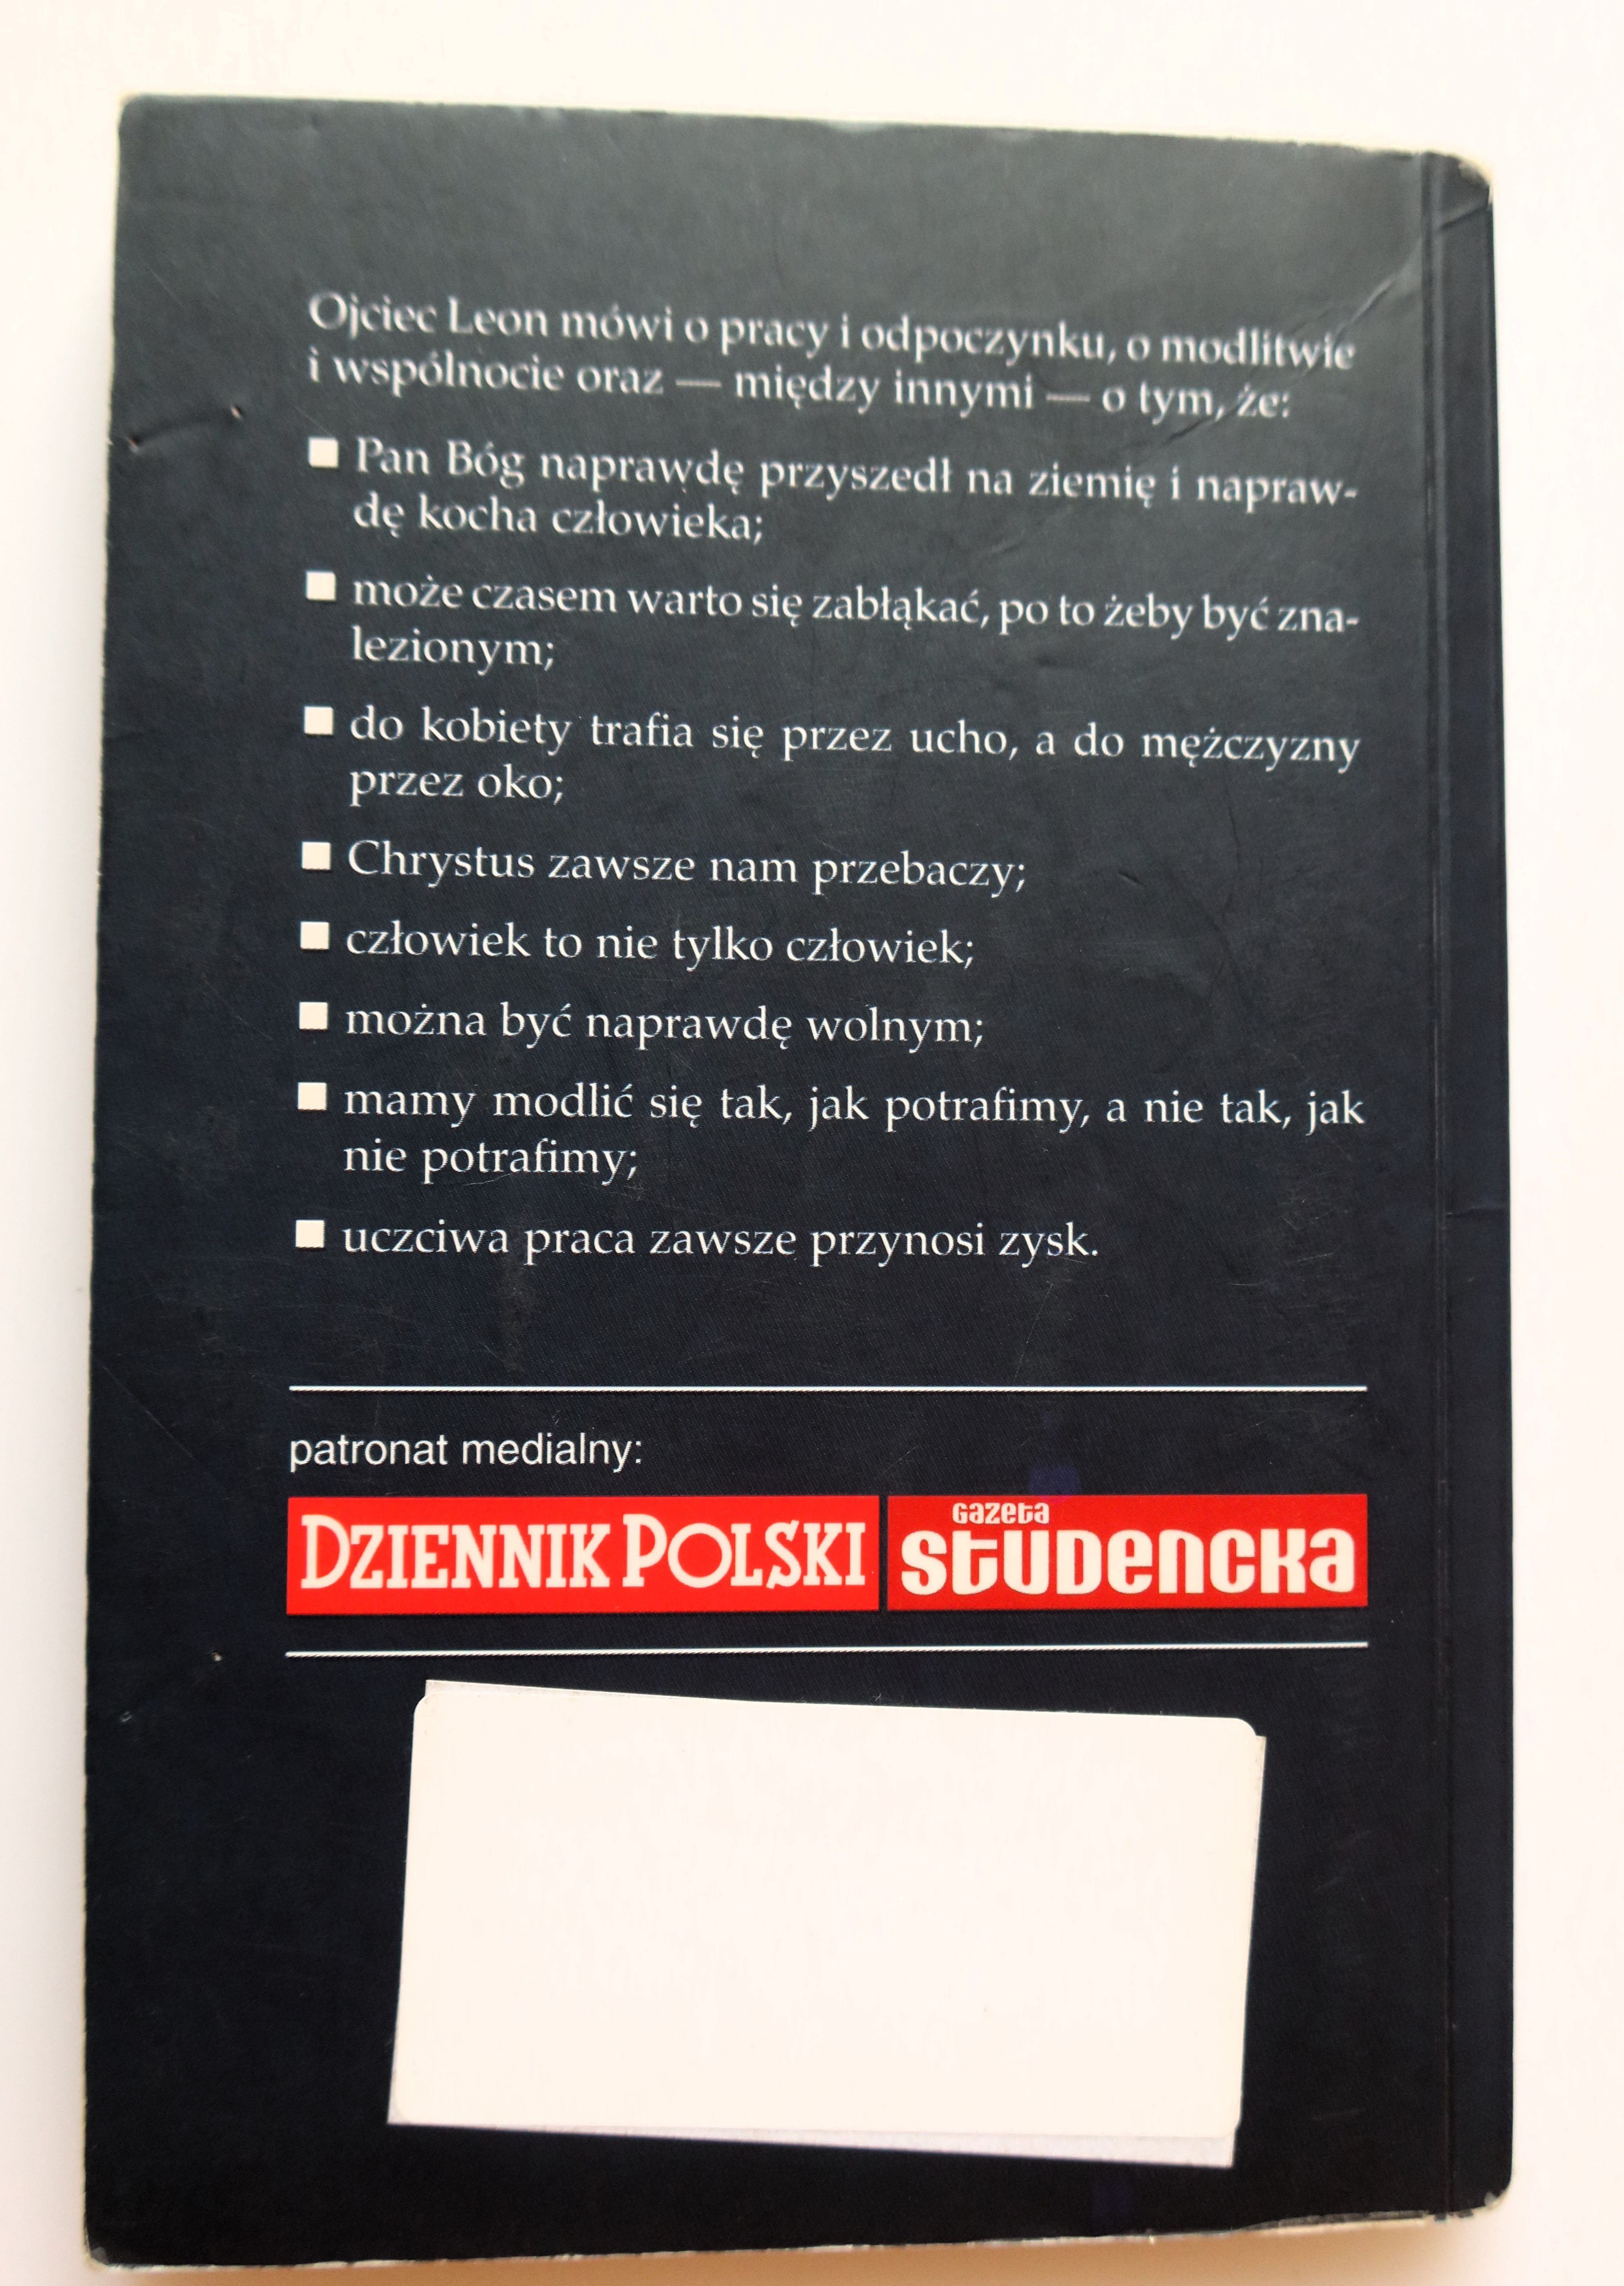 Ojciec Leon mówi o pracy i odpoczynku, o modlitwie
i wspólnocie oraz — między innymi — o tym, że:
■ Pan Bóg naprawdę przyszedł na ziemię i napraw-
dę kocha człowieka;
■ może czasem warto się zabłąkać, po to żeby być zna-
lezionym;
■ do kobiety trafia się przez ucho, a do mężczyzny
przez oko;
■ Chrystus zawsze nam przebaczy;
■ człowiek to nie tylko człowiek;
■ można być naprawdę wolnym;
■ mamy modlić się tak, jak potrafimy, a nie tak, jak
nie potrafimy;
■ uczciwa praca zawsze przynosi zysk.
patronat medialny:
DZIENNIK POLSKI
Gazeta
Studencka